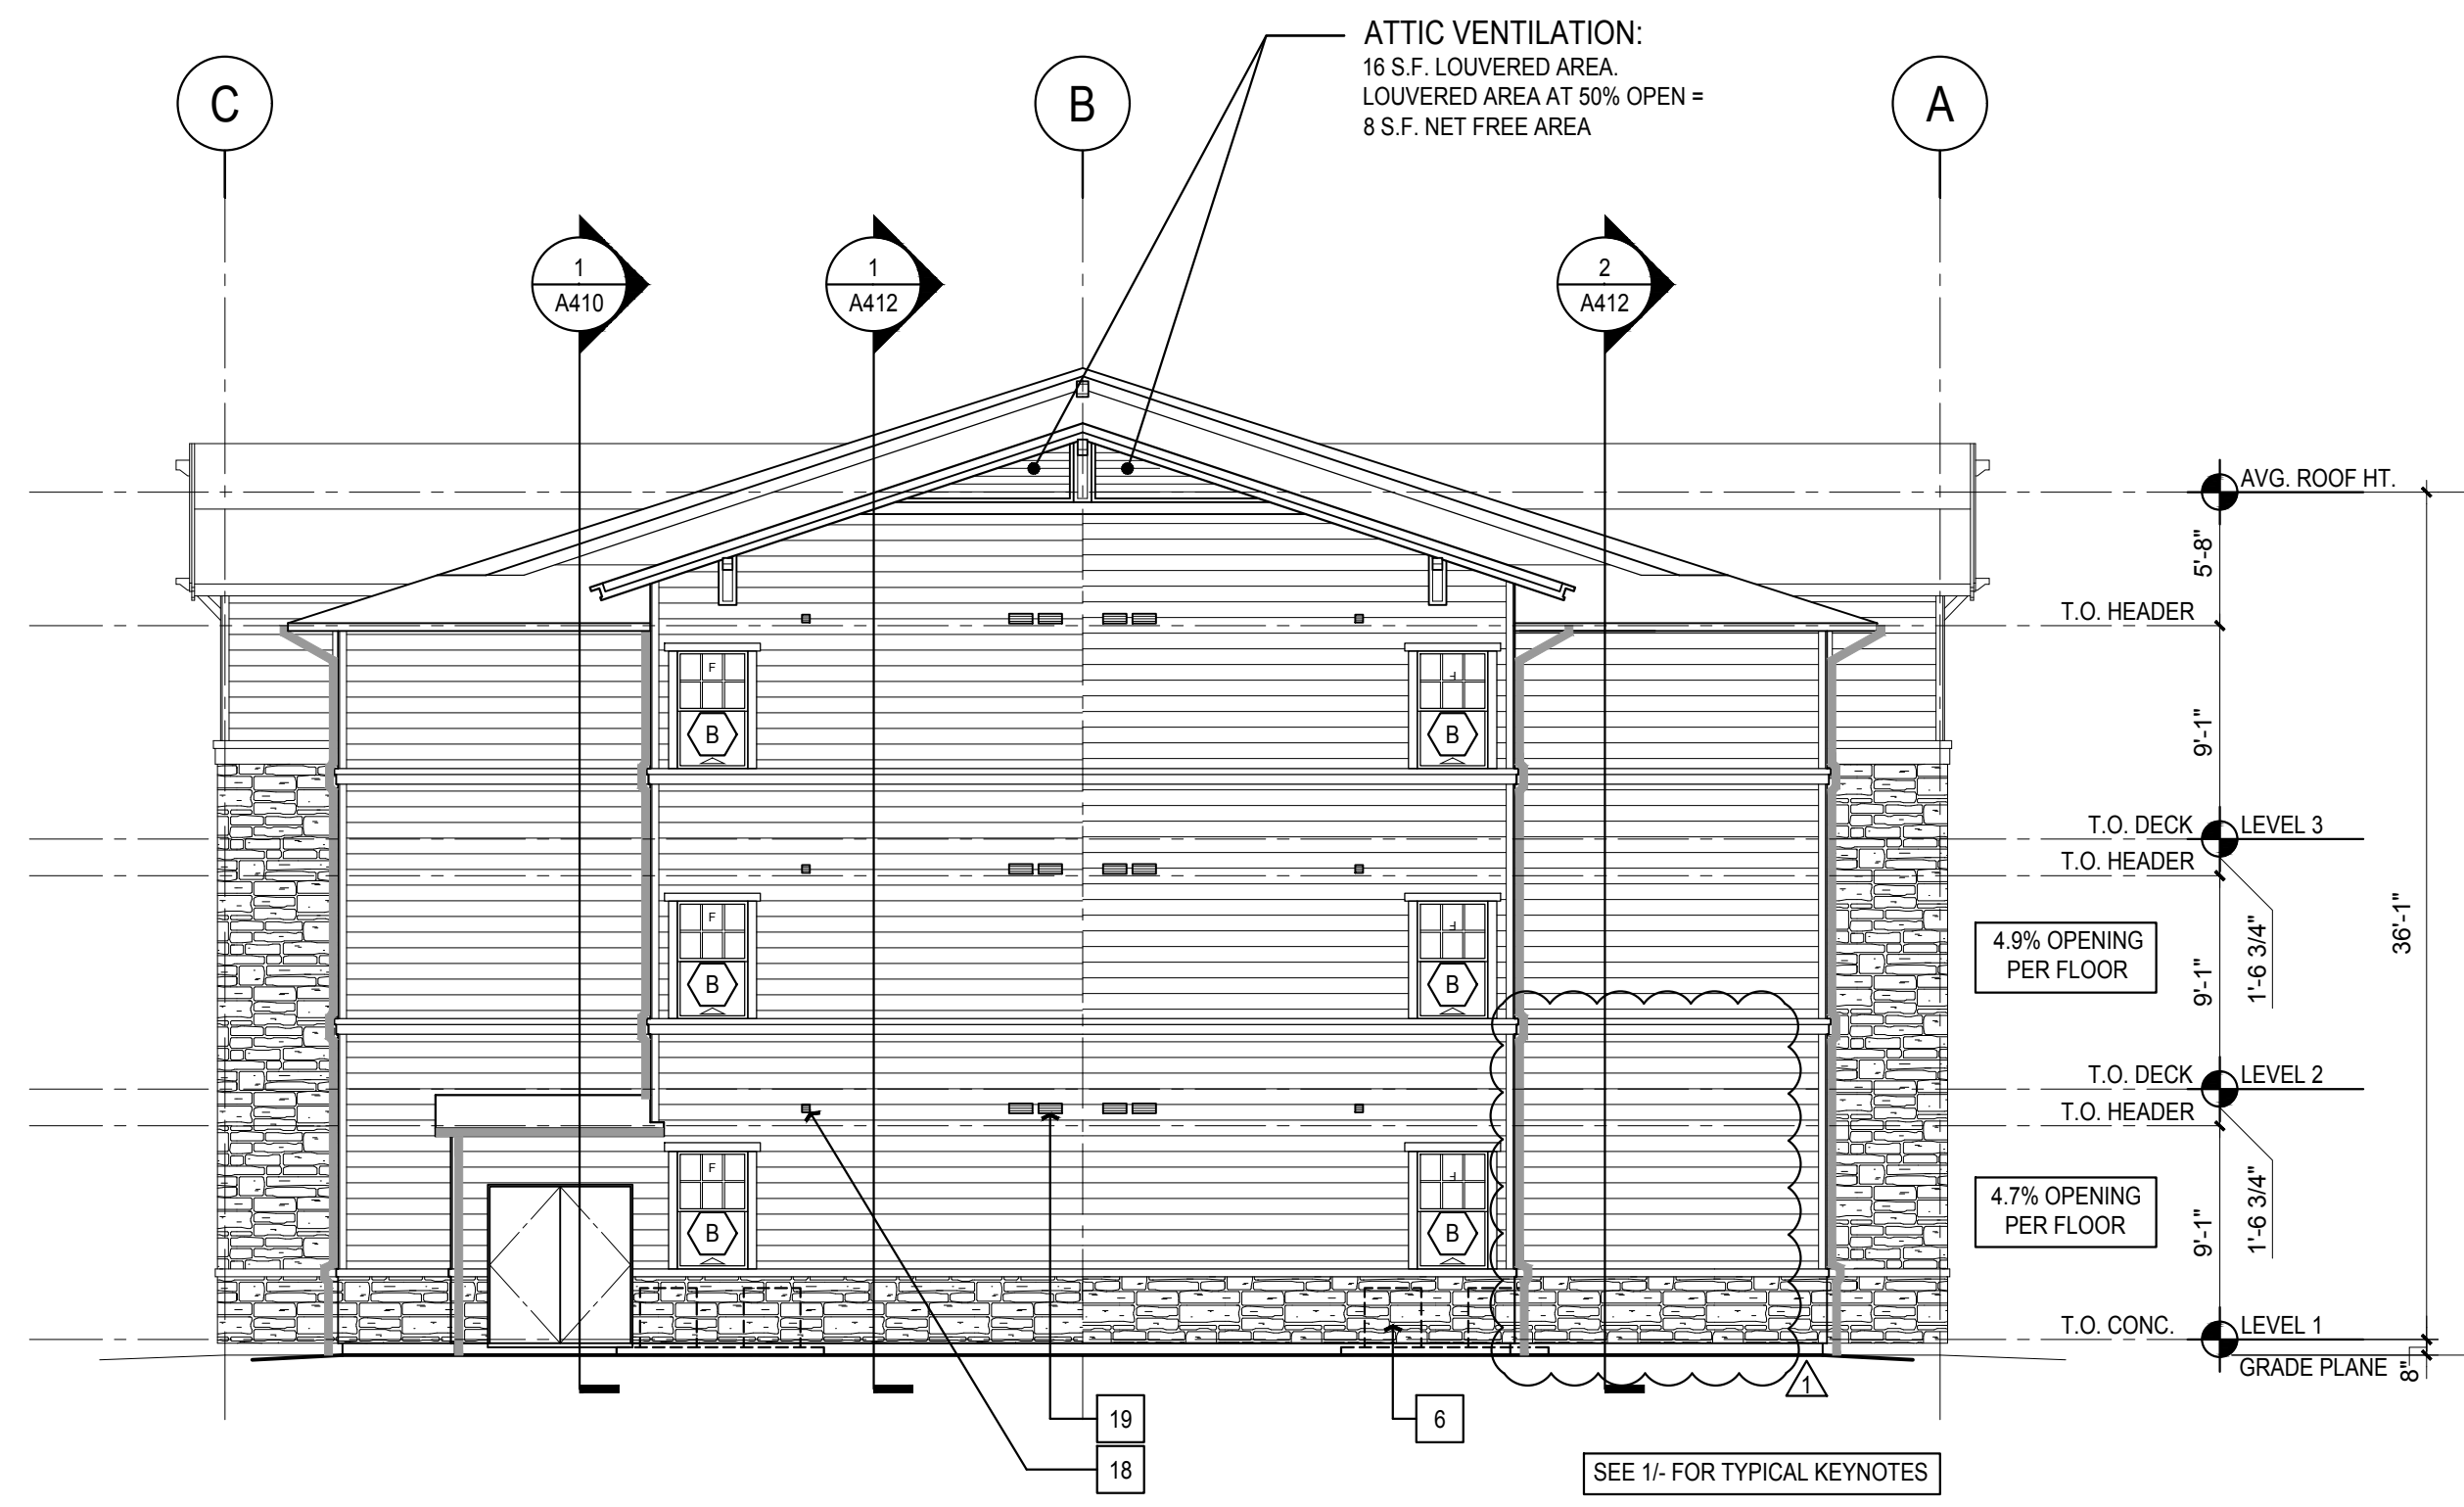 ATTIC VENTILATION:
16 S.F. LOUVERED AREA.
LOUVERED AREA AT 50% OPEN =
8 S.F. NET FREE AREA
C
B
A
1
A410
1
A412
2
A412
AVG. ROOF HT.
5'-8"
T.O. HEADER
F
F
B
B
9'-1"
T.O. DECK
LEVEL 3
T.O. HEADER
36'-1"
F
F
B
B
4.9% OPENING
PER FLOOR
9'-1"
1'-6 3/4"
T.O. DECK
LEVEL 2
T.O. HEADER
F
F
B
B
4.7% OPENING
PER FLOOR
9'-1"
1'-6 3/4"
T.O. CONC.
LEVEL 1
GRADE PLANE
8"
1
19
6
18
SEE 1/- FOR TYPICAL KEYNOTES